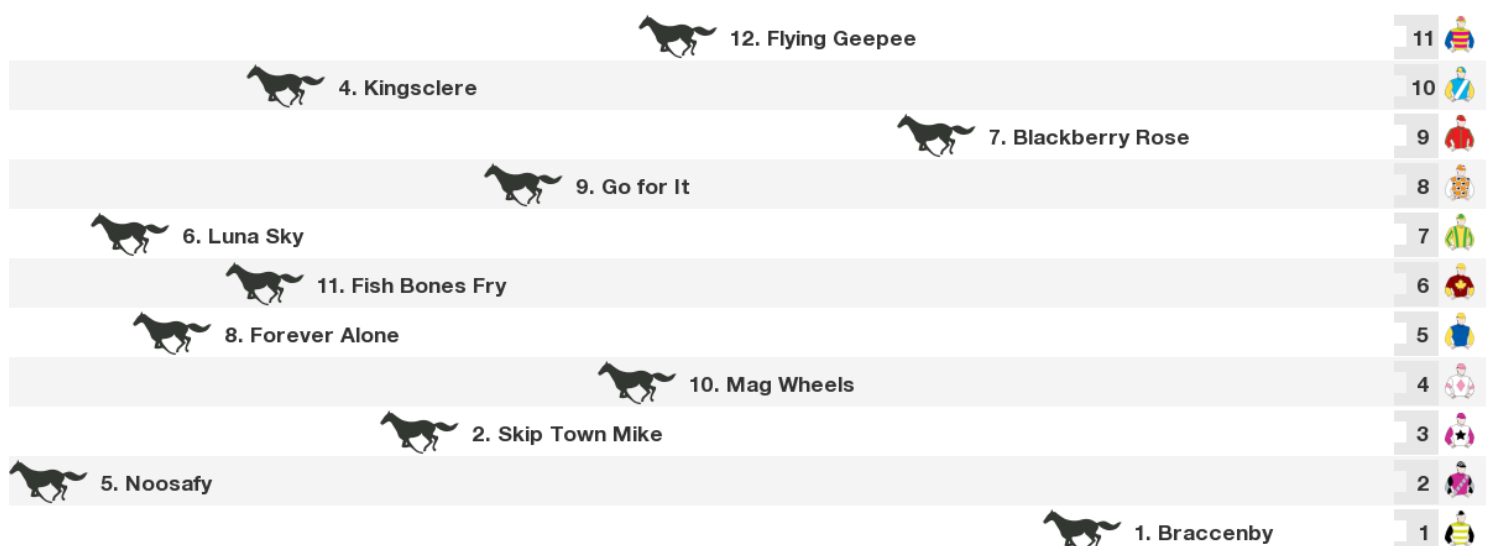 12. Flying Geepee 11
4. Kingsclere 10
7. Blackberry Rose 9
9. Go for It 8
6. Luna Sky 7
11. Fish Bones Fry 6
8. Forever Alone 5
10. Mag Wheels 4
2. Skip Town Mike 3
5. Noosafy 2
1. Braccenby 1